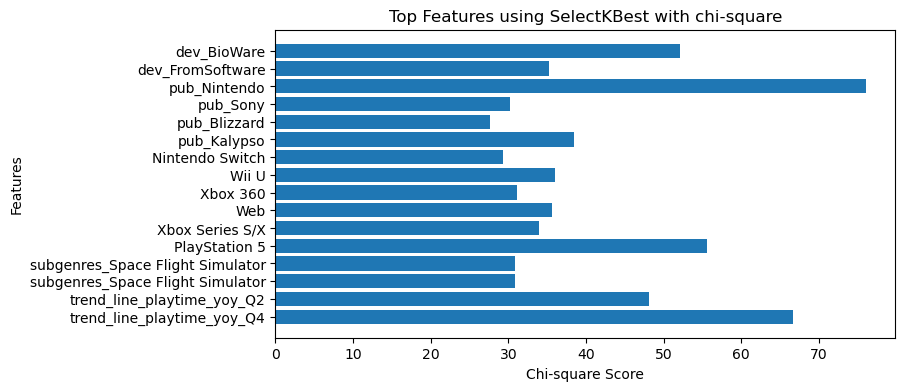 Top Features using SelectKBest with chi-square
Features
dev_BioWare
dev_FromSoftware
pub_Nintendo
pub_Sony
pub_Blizzard
pub_Kalypso
Nintendo Switch
Wii U
Xbox 360
Web
Xbox Series S/X
PlayStation 5
subgenres_Space Flight Simulator
subgenres_Space Flight Simulator
trend_line_playtime_yoy_Q2
trend_line_playtime_yoy_Q4
0 10 20 30 40 50 60 70
Chi-square Score